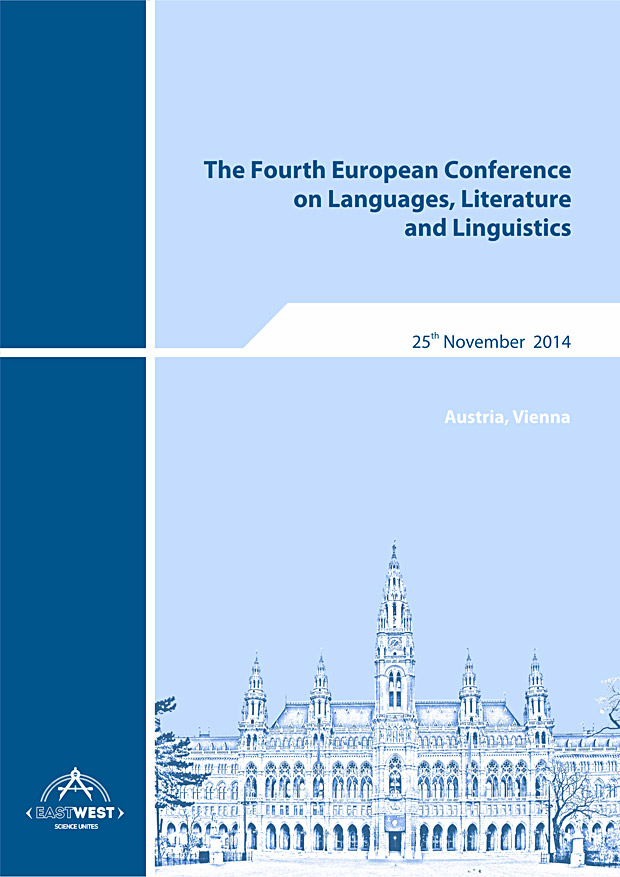 The Fourth European Conference
on Languages, Literature
and Linguistics
25th November 2014
Austria, Vienna
EASTWEST
SCIENCE UNITES